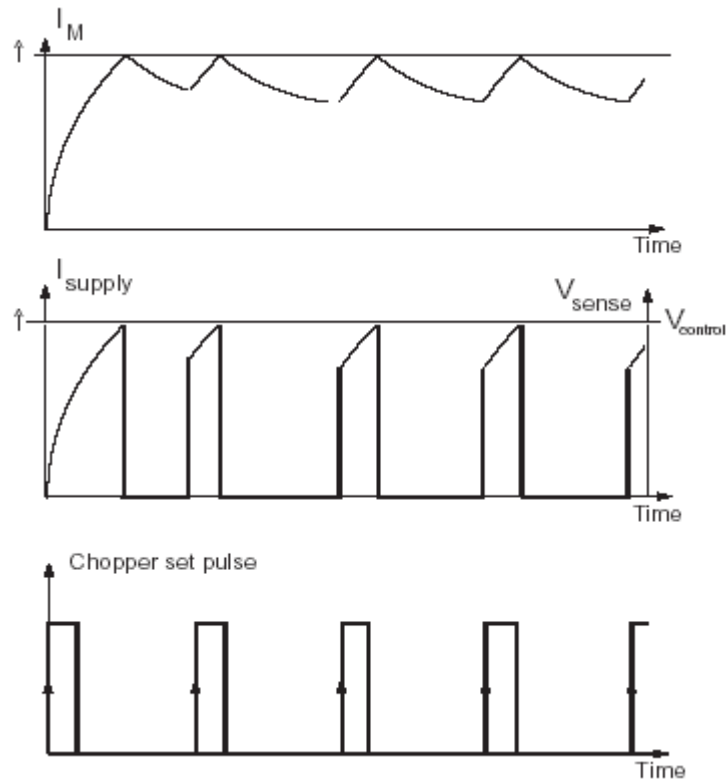 I_M
Time
I_supply
V_sense
V_control
Time
Chopper set pulse
Time